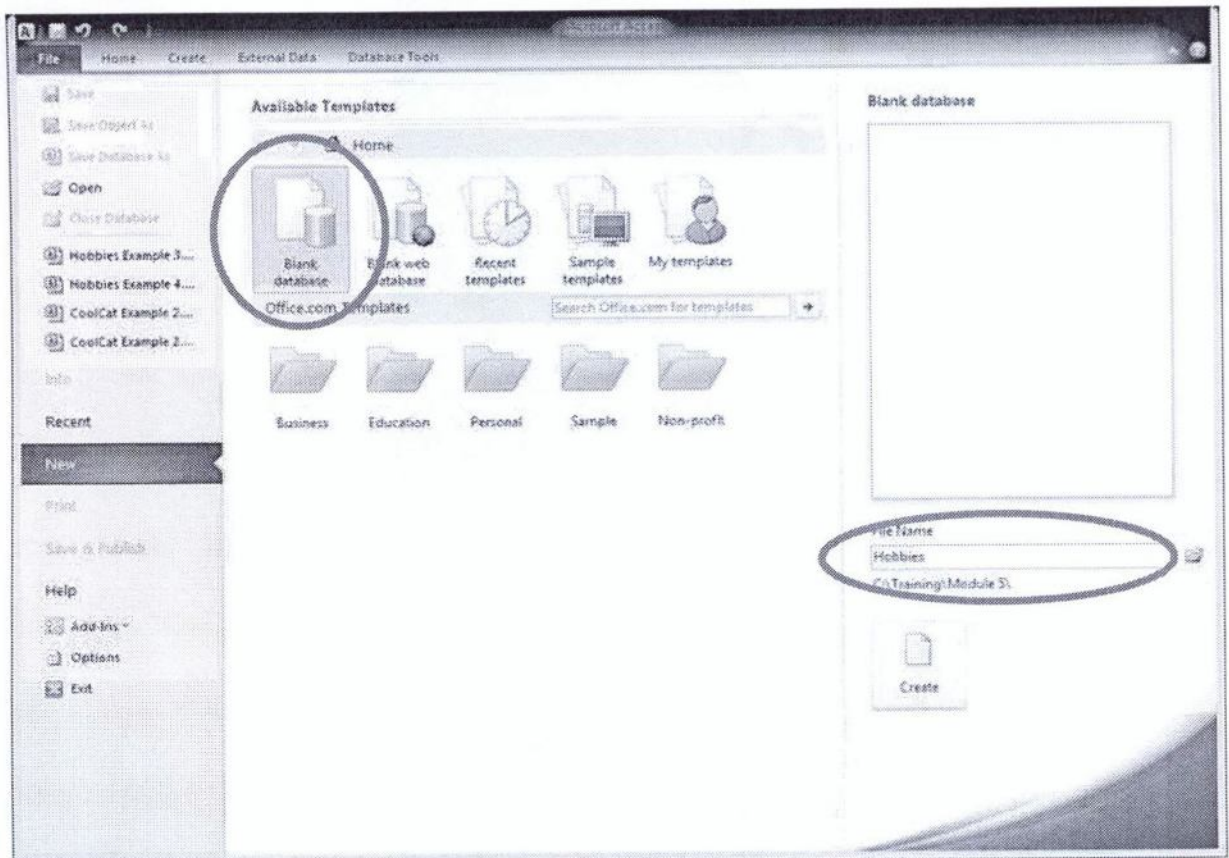 File Home Create External Data Database Tools
Save
Save Object As
Save Database As
Open
Close Database
Hobbies Example 3....
Hobbies Example 4....
CoolCat Example 2....
CoolCat Example 2....
Info
Recent
New
Print
Save & Publish
Help
Add-Ins
Options
Exit
Available Templates
Home
Blank database
Blank web database
Recent templates
Sample templates
My templates
Office.com Templates
Search Office.com for templates
Business Education Personal Sample Non-profit
Blank database
File Name
Hobbies
C:\Training\Module 5\
Create